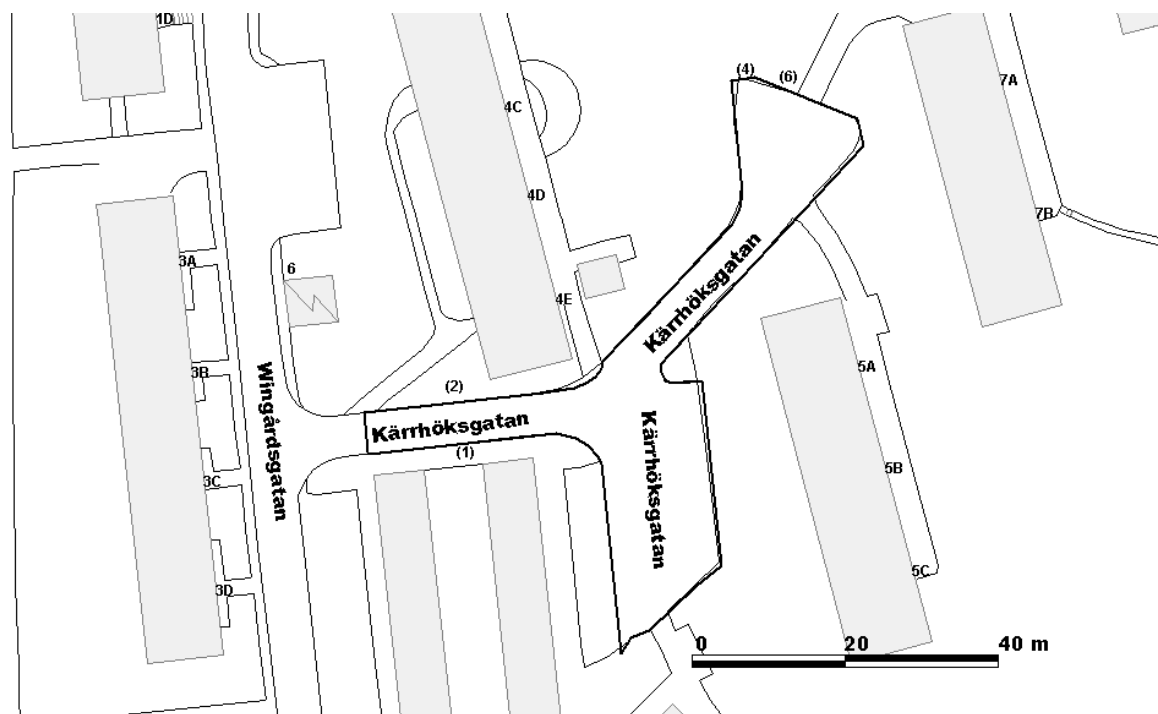 1D
4C
(4)
(6)
7A
4D
7B
3A
6
4E
Kärrhöksgatan
3B
Wingårdsgatan
(2)
5A
Kärrhöksgatan
Kärrhöksgatan
(1)
3C
5B
3D
5C
0 20 40 m